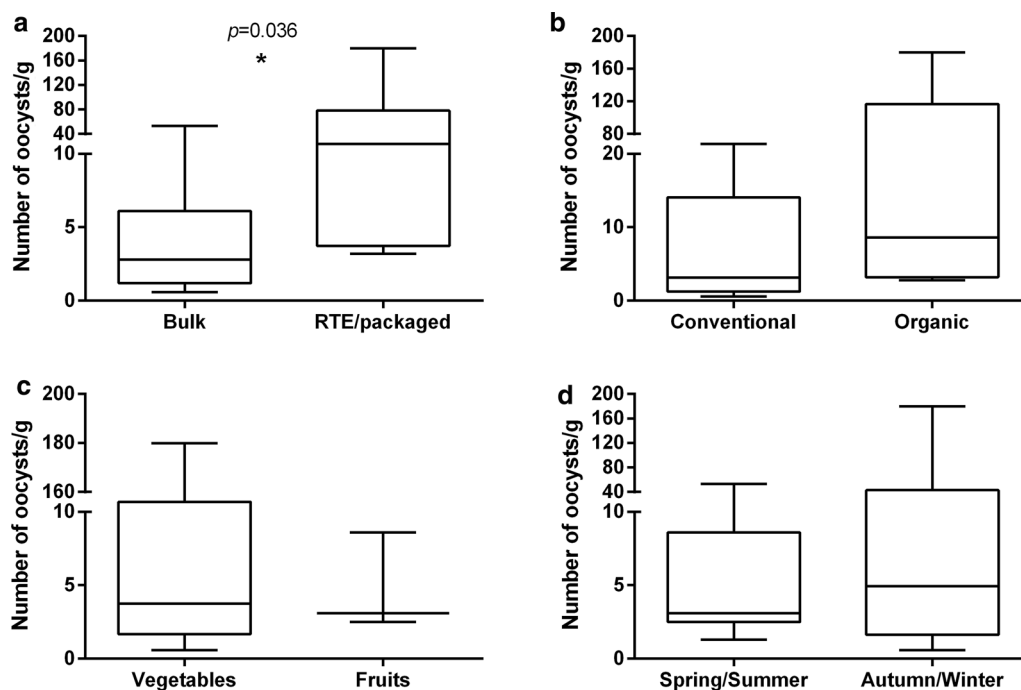 a
p=0.036
*
Number of oocysts/g
200
160
120
80
40
10
5
0
Bulk RTE/packaged
b
Number of oocysts/g
200
160
120
80
20
10
0
Conventional Organic
c
Number of oocysts/g
200
180
160
10
5
0
Vegetables Fruits
d
Number of oocysts/g
200
160
120
80
40
10
5
0
Spring/Summer Autumn/Winter